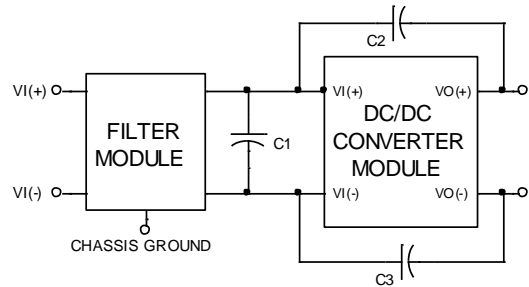 C2
VI(+)
VI(+)
VO(+)
FILTER
MODULE
C1
DC/DC
CONVERTER
MODULE
VI(-)
VI(-)
VO(-)
CHASSIS GROUND
C3